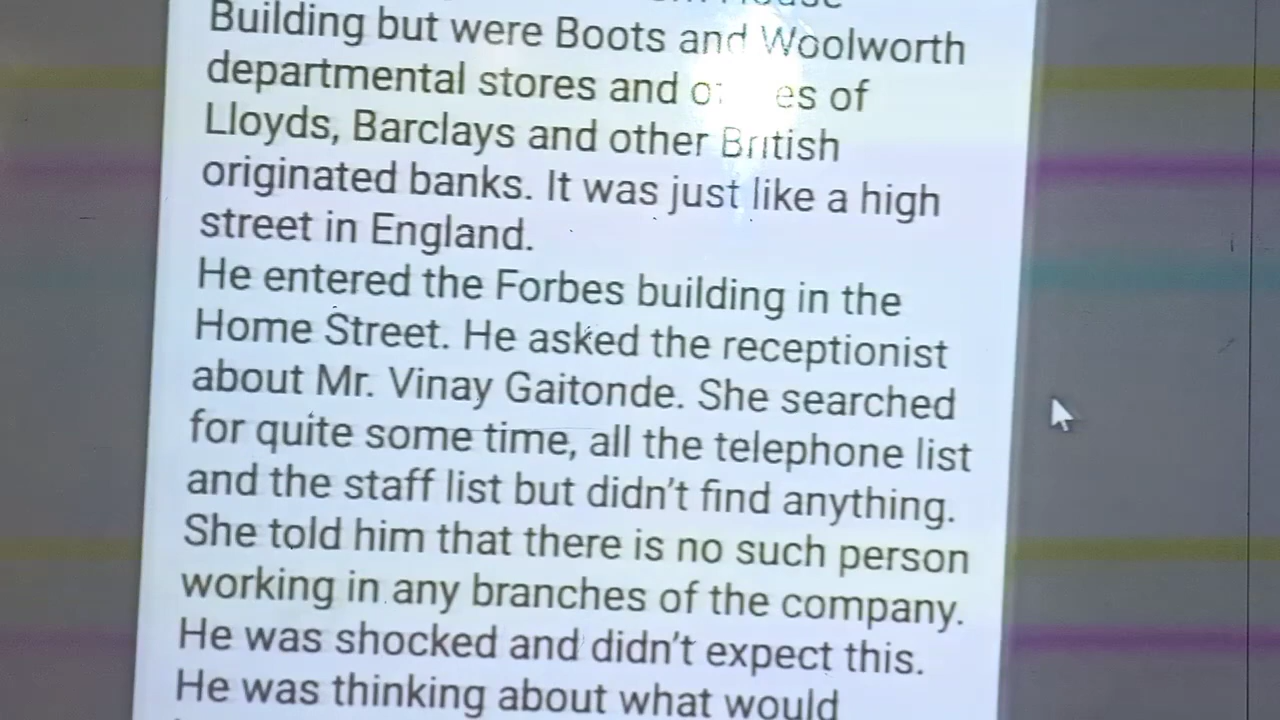 Building but were Boots and Woolworth
departmental stores and of
Lloyds, Barclays and other British
originated banks. It was just like a high
street in England.
He entered the Forbes building in the
Home Street. He asked the receptionist
about Mr. Vinay Gaitonde. She searched
for quite some time, all the telephone list
and the staff list but didn't find anything.
She told him that there is no such person
working in any branches of the company.
He was shocked and didn't expect this.
He was thinking about what would